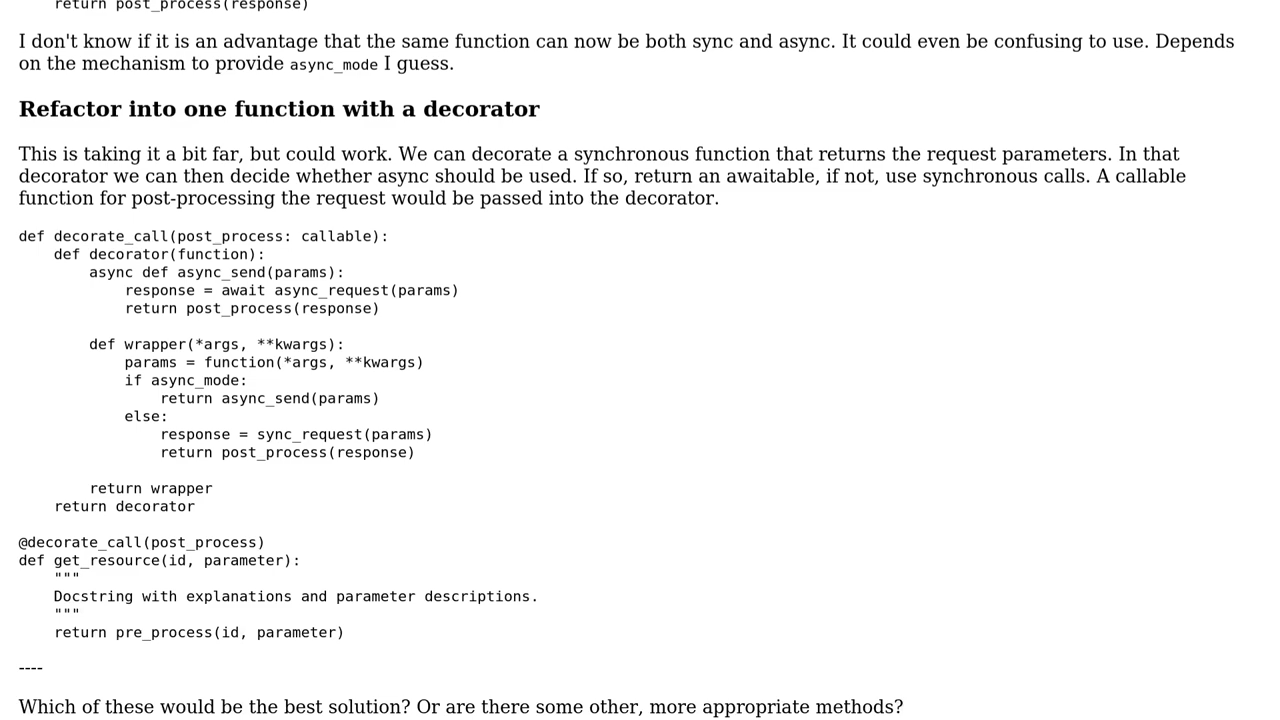 return post_process(response)
I don't know if it is an advantage that the same function can now be both sync and async. It could even be confusing to use. Depends
on the mechanism to provide async_mode I guess.
Refactor into one function with a decorator
This is taking it a bit far, but could work. We can decorate a synchronous function that returns the request parameters. In that
decorator we can then decide whether async should be used. If so, return an awaitable, if not, use synchronous calls. A callable
function for post-processing the request would be passed into the decorator.
def decorate_call(post_process: callable):
    def decorator(function):
        async def async_send(params):
            response = await async_request(params)
            return post_process(response)
        def wrapper(*args, **kwargs):
            params = function(*args, **kwargs)
            if async_mode:
                return async_send(params)
            else:
                response = sync_request(params)
                return post_process(response)
        return wrapper
    return decorator
@decorate_call(post_process)
def get_resource(id, parameter):
    """
    Docstring with explanations and parameter descriptions.
    """
    return pre_process(id, parameter)
----
Which of these would be the best solution? Or are there some other, more appropriate methods?